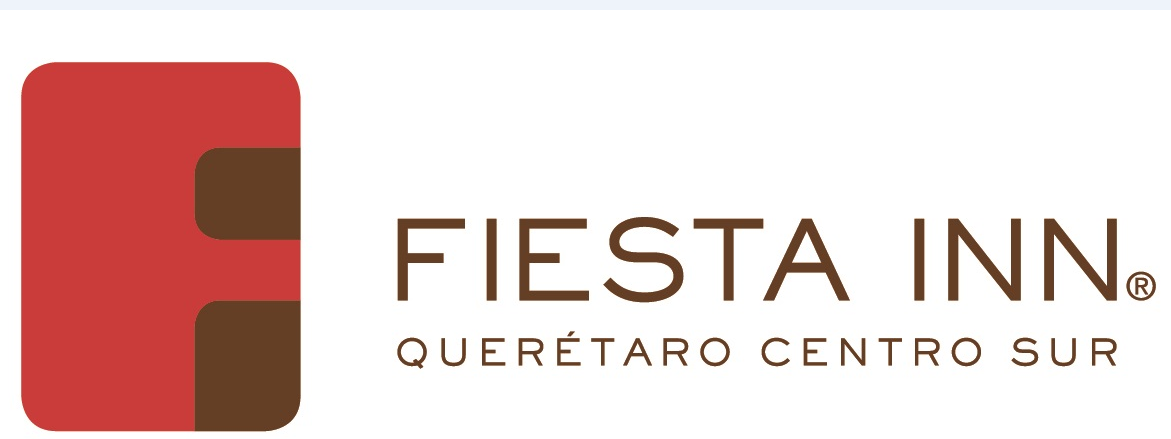 FIESTA INN®
QUERÉTARO CENTRO SUR